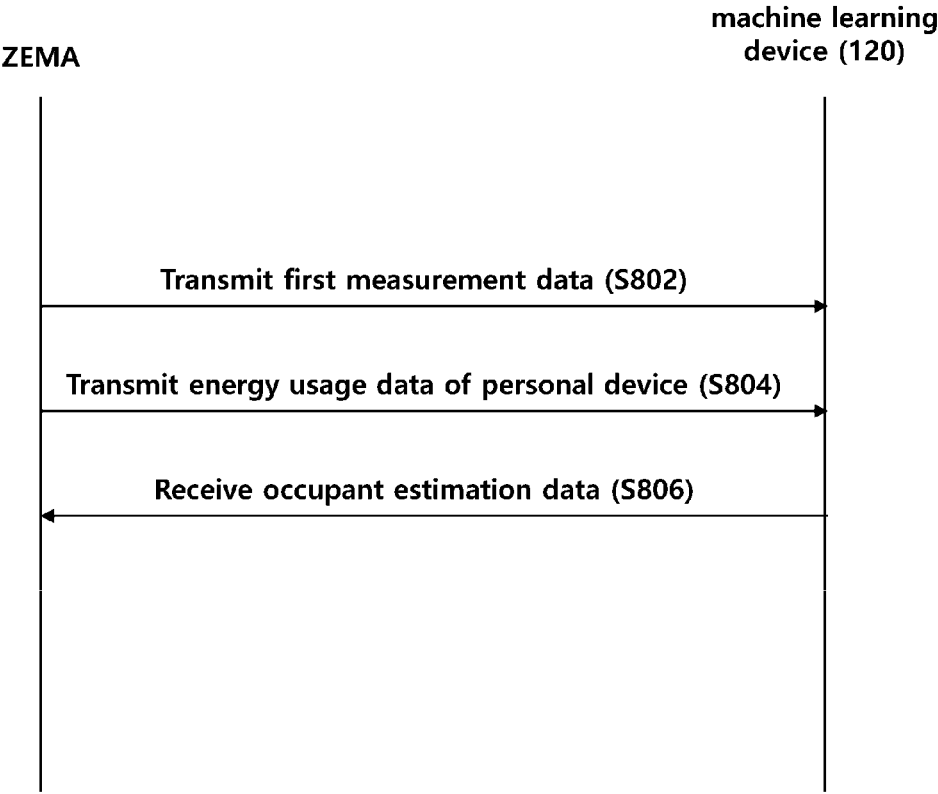 machine learning
device (120)
ZEMA
Transmit first measurement data (S802)
Transmit energy usage data of personal device (S804)
Receive occupant estimation data (S806)